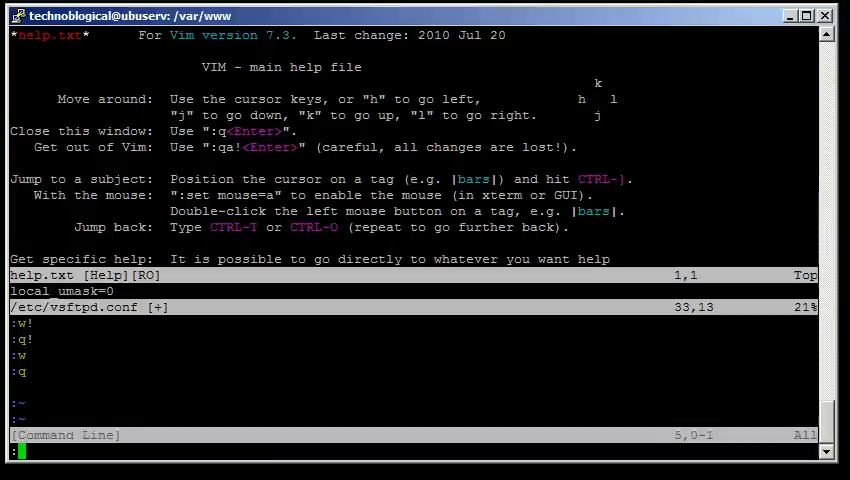 technoblogical@ubuserv: /var/www
*help.txt* For Vim version 7.3. Last change: 2010 Jul 20
VIM - main help file
k
Move around: Use the cursor keys, or "h" to go left, h l
"j" to go down, "k" to go up, "l" to go right. j
Close this window: Use ":q<Enter>".
Get out of Vim: Use ":qa!<Enter>" (careful, all changes are lost!).
Jump to a subject: Position the cursor on a tag (e.g. |bars|) and hit CTRL-].
With the mouse: ":set mouse=a" to enable the mouse (in xterm or GUI).
Double-click the left mouse button on a tag, e.g. |bars|.
Jump back: Type CTRL-T or CTRL-O (repeat to go further back).
Get specific help: It is possible to go directly to whatever you want help
help.txt [Help][RO] 1,1 Top
local_umask=0
/etc/vsftpd.conf [+] 33,13 21%
:w!
:q!
:w
:q
:~
:~
[Command Line] 5,0-1 All
: